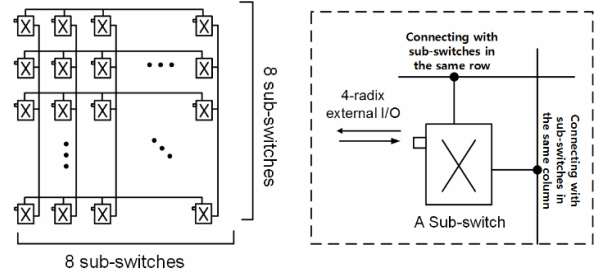 8 sub-switches
8 sub-switches
Connecting with
sub-switches in
the same row
4-radix
external I/O
Connecting with
sub-switches in
the same column
A Sub-switch